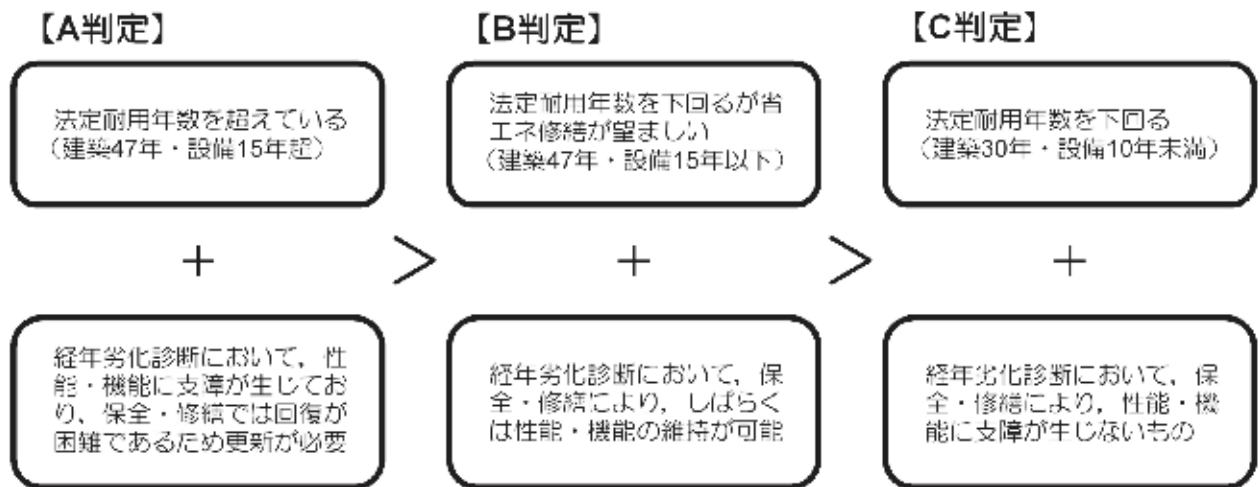 【A判定】
法定耐用年数を超えている
（建築47年・設備15年超）
＋
経年劣化診断において，性
能・機能に支障が生じてお
り、保全・修繕では回復が
困難であるため更新が必要
＞
【B判定】
法定耐用年数を下回るが省
エネ修繕が望ましい
（建築47年・設備15年以下）
＋
経年劣化診断において，保
全・修繕により，しばらく
は性能・機能の維持が可能
＞
【C判定】
法定耐用年数を下回る
（建築30年・設備10年未満）
＋
経年劣化診断において，保
全・修繕により，性能・機
能に支障が生じないもの